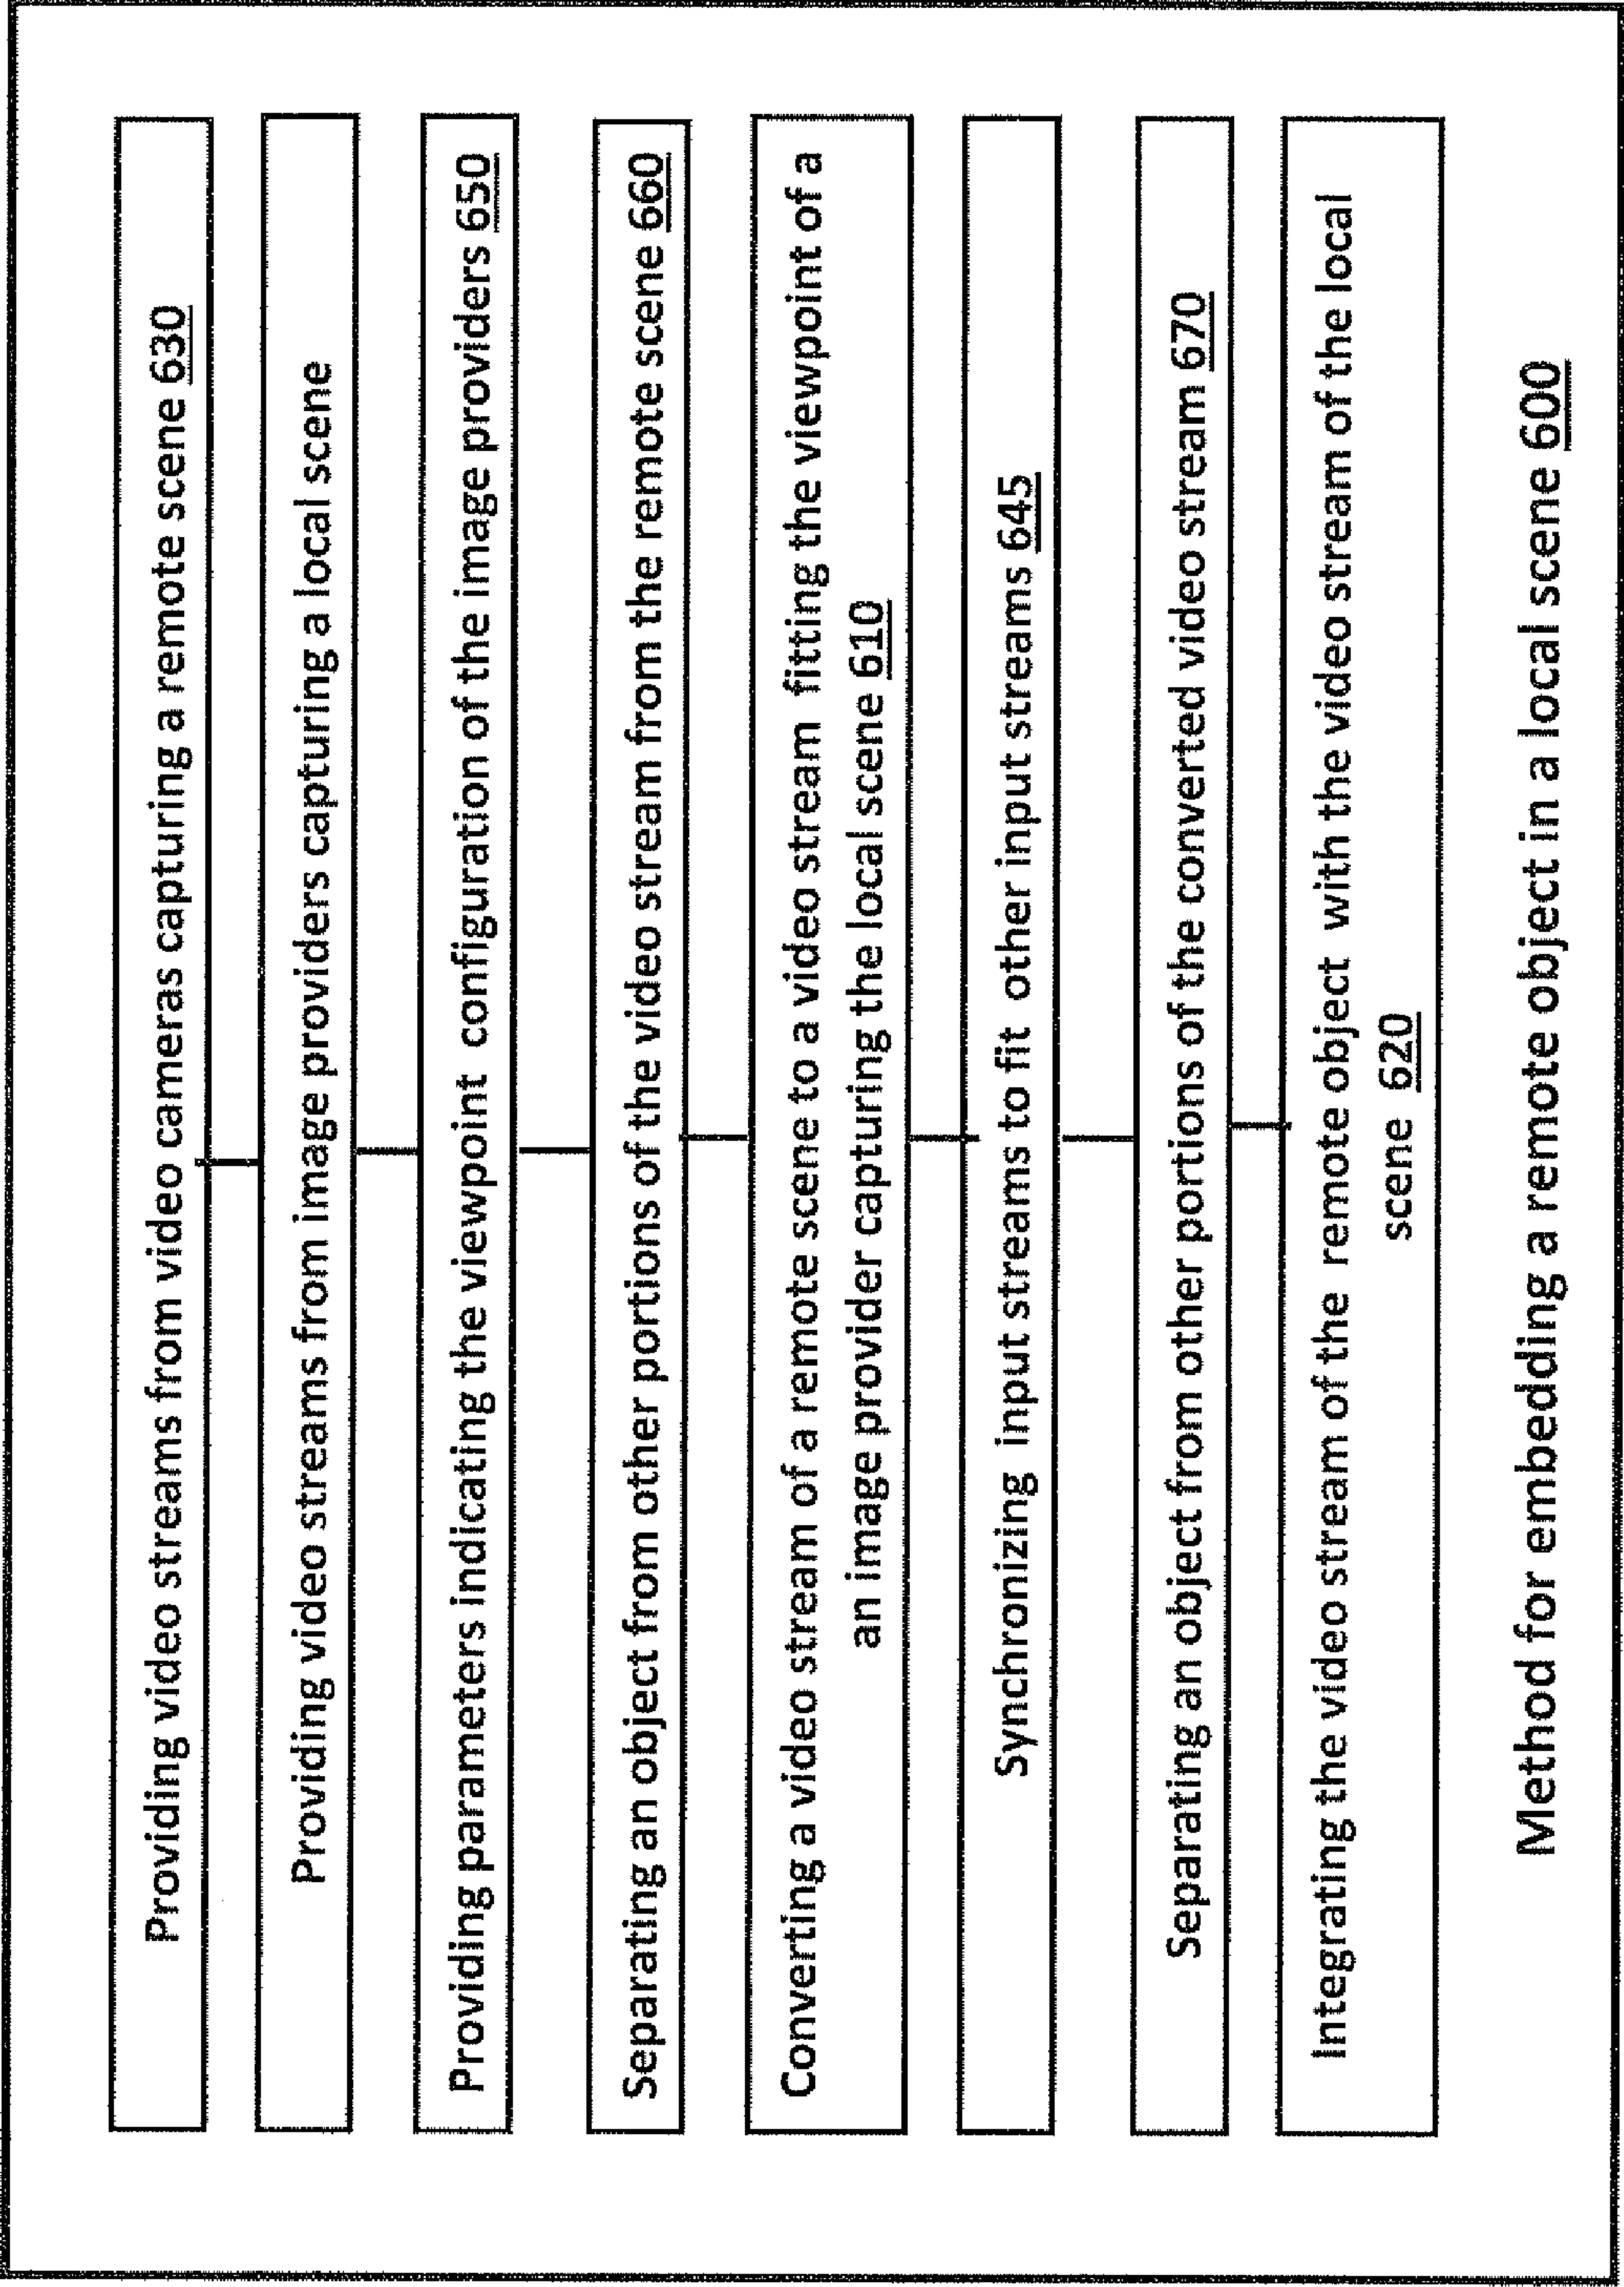 Providing video streams from video cameras capturing a remote scene 630
Providing video streams from image providers capturing a local scene
Providing parameters indicating the viewpoint configuration of the image providers 650
Separating an object from other portions of the video stream from the remote scene 660
Converting a video stream of a remote scene to a video stream fitting the viewpoint of a
an image provider capturing the local scene 610
Synchronizing input streams to fit other input streams 645
Separating an object from other portions of the converted video stream 670
Integrating the video stream of the remote object with the video stream of the local
scene 620
Method for embedding a remote object in a local scene 600